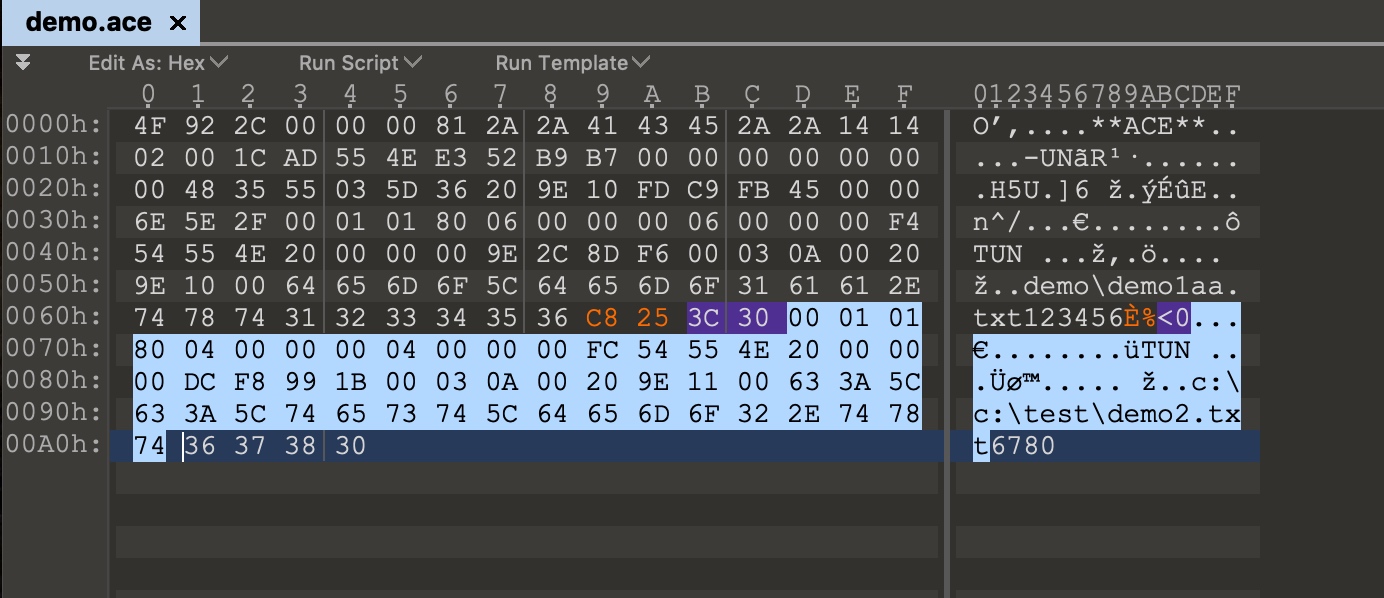 demo.ace ×
Edit As: Hex Run Script Run Template
0 1 2 3 4 5 6 7 8 9 A B C D E F 0123456789ABCDEF
0000h: 4F 92 2C 00 00 00 81 2A 2A 41 43 45 2A 2A 14 14 O’,....**ACE**..
0010h: 02 00 1C AD 55 4E E3 52 B9 B7 00 00 00 00 00 00 ...-UNãR¹·......
0020h: 00 48 35 55 03 5D 36 20 9E 10 FD C9 FB 45 00 00 .H5U.]6 ž.ýÉûE..
0030h: 6E 5E 2F 00 01 01 80 06 00 00 00 06 00 00 00 F4 n^/...€........ô
0040h: 54 55 4E 20 00 00 00 9E 2C 8D F6 00 03 0A 00 20 TUN ...ž,.ö....
0050h: 9E 10 00 64 65 6D 6F 5C 64 65 6D 6F 31 61 61 2E ž..demo\demo1aa.
0060h: 74 78 74 31 32 33 34 35 36 C8 25 3C 30 00 01 01 txt123456È%<0...
0070h: 80 04 00 00 00 04 00 00 00 FC 54 55 4E 20 00 00 €........üTUN ..
0080h: 00 DC F8 99 1B 00 03 0A 00 20 9E 11 00 63 3A 5C .Üø™..... ž..c:\
0090h: 63 3A 5C 74 65 73 74 5C 64 65 6D 6F 32 2E 74 78 c:\test\demo2.tx
00A0h: 74 36 37 38 30 t6780